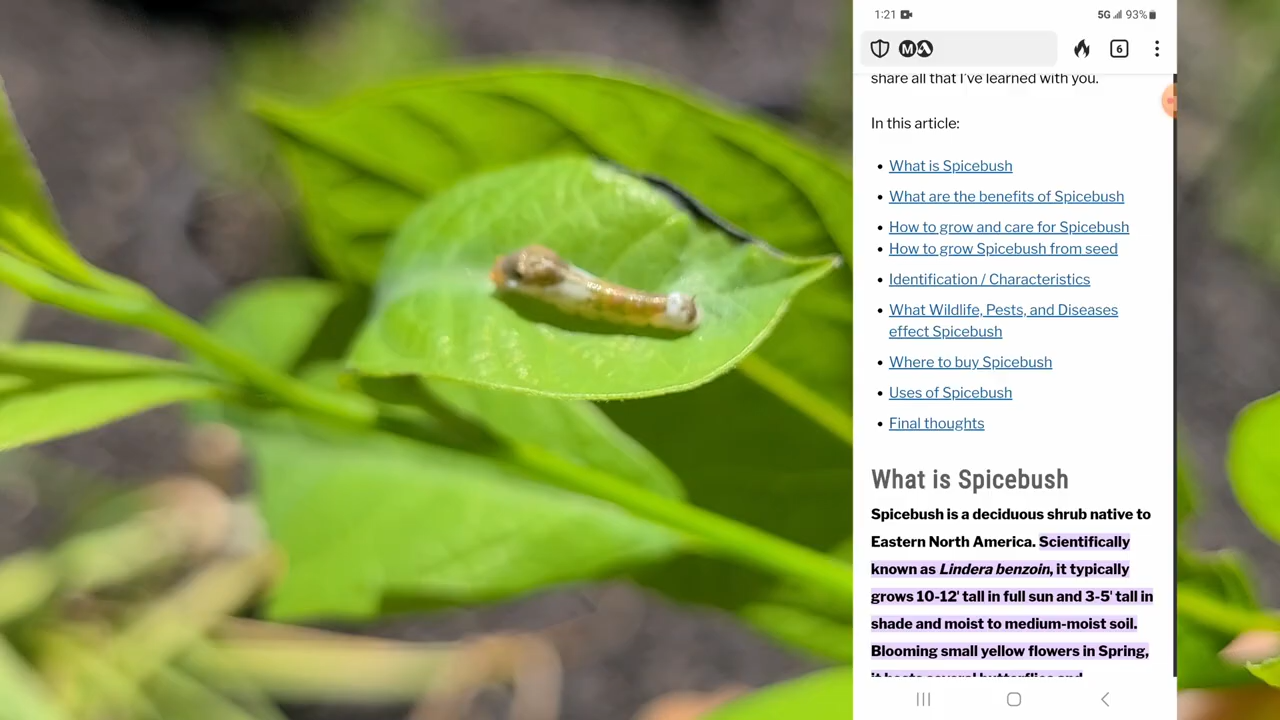 1:21
5G 93%
6
share all that I've learned with you.
In this article:
What is Spicebush
What are the benefits of Spicebush
How to grow and care for Spicebush
How to grow Spicebush from seed
Identification / Characteristics
What Wildlife, Pests, and Diseases
effect Spicebush
Where to buy Spicebush
Uses of Spicebush
Final thoughts
What is Spicebush
Spicebush is a deciduous shrub native to
Eastern North America. Scientifically
known as Lindera benzoin, it typically
grows 10-12' tall in full sun and 3-5' tall in
shade and moist to medium-moist soil.
Blooming small yellow flowers in Spring,
it hosts several butterflies and